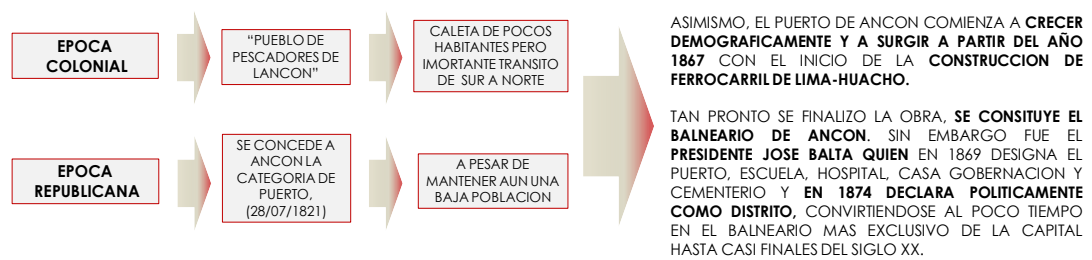 EPOCA
COLONIAL
"PUEBLO DE
PESCADORES DE
LANCON"
CALETA DE POCOS
HABITANTES PERO
IMORTANTE TRANSITO
DE SUR A NORTE
EPOCA
REPUBLICANA
SE CONCEDE A
ANCON LA
CATEGORIA DE
PUERTO,
(28/07/1821)
A PESAR DE
MANTENER AUN UNA
BAJA POBLACION
ASIMISMO, EL PUERTO DE ANCON COMIENZA A CRECER
DEMOGRAFICAMENTE Y A SURGIR A PARTIR DEL AÑO
1867 CON EL INICIO DE LA CONSTRUCCION DE
FERROCARRIL DE LIMA-HUACHO.
TAN PRONTO SE FINALIZO LA OBRA, SE CONSITUYE EL
BALNEARIO DE ANCON. SIN EMBARGO FUE EL
PRESIDENTE JOSE BALTA QUIEN EN 1869 DESIGNA EL
PUERTO, ESCUELA, HOSPITAL, CASA GOBERNACION Y
CEMENTERIO Y EN 1874 DECLARA POLITICAMENTE
COMO DISTRITO, CONVIRTIENDOSE AL POCO TIEMPO
EN EL BALNEARIO MAS EXCLUSIVO DE LA CAPITAL
HASTA CASI FINALES DEL SIGLO XX.